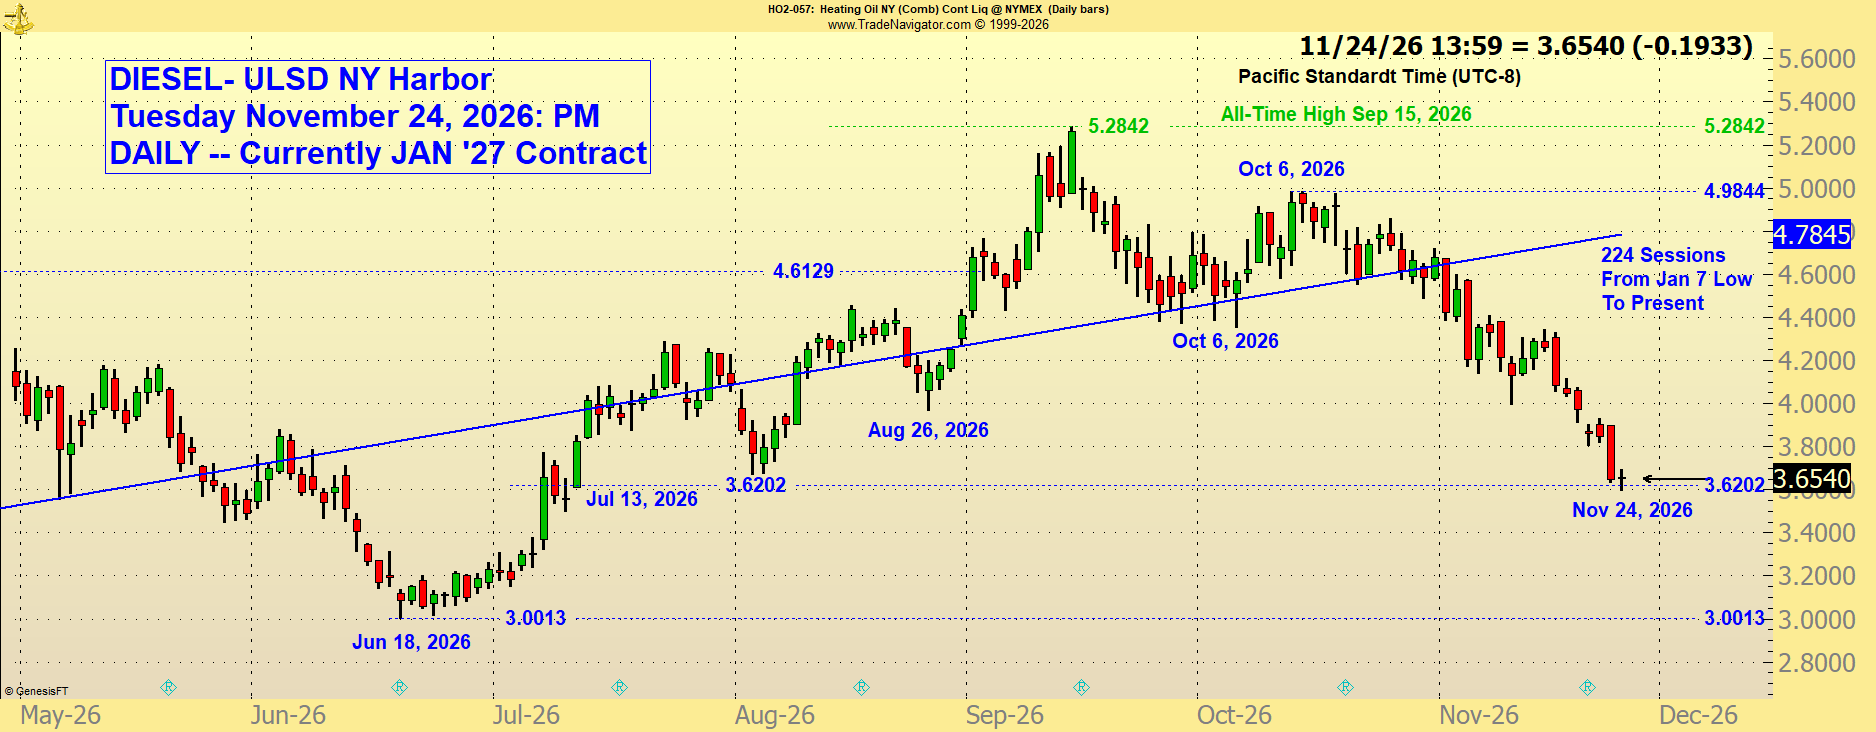 HO2-057: Heating Oil NY (Comb) Cont Liq @ NYMEX (Daily bars)
www.TradeNavigator.com © 1999-2026
11/24/26 13:59 = 3.6540 (-0.1933)
Pacific Standardt Time (UTC-8)
DIESEL- ULSD NY Harbor
Tuesday November 24, 2026: PM
DAILY -- Currently JAN '27 Contract
All-Time High Sep 15, 2026
5.2842
5.2842
Oct 6, 2026
4.9844
4.7845
224 Sessions
From Jan 7 Low
To Present
4.6129
Oct 6, 2026
Aug 26, 2026
3.6202
Jul 13, 2026
3.6202
3.6540
Nov 24, 2026
3.0013
3.0013
Jun 18, 2026
5.6000
5.4000
5.2000
5.0000
4.6000
4.4000
4.2000
4.0000
3.8000
3.4000
3.2000
3.0000
2.8000
R
R
R
R
R
R
R
© GenesisFT
May-26
Jun-26
Jul-26
Aug-26
Sep-26
Oct-26
Nov-26
Dec-26